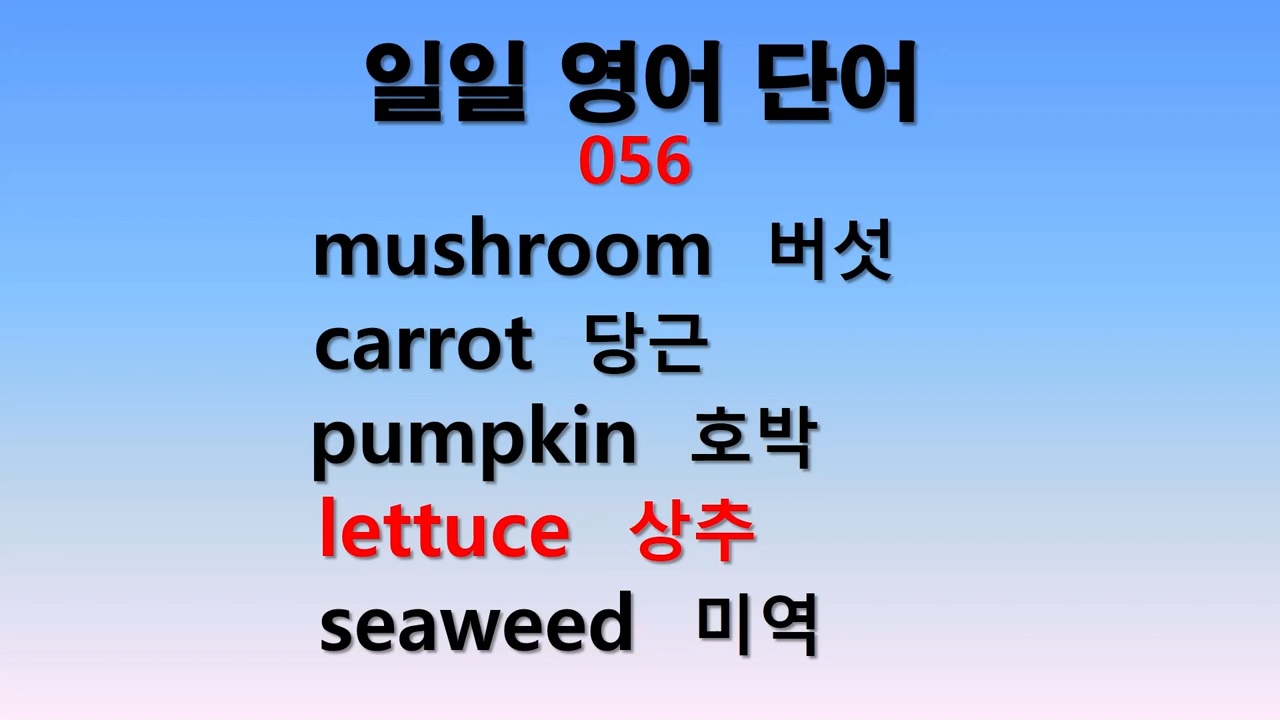 일일 영어 단어
056
mushroom 버섯
carrot 당근
pumpkin 호박
lettuce 상추
seaweed 미역